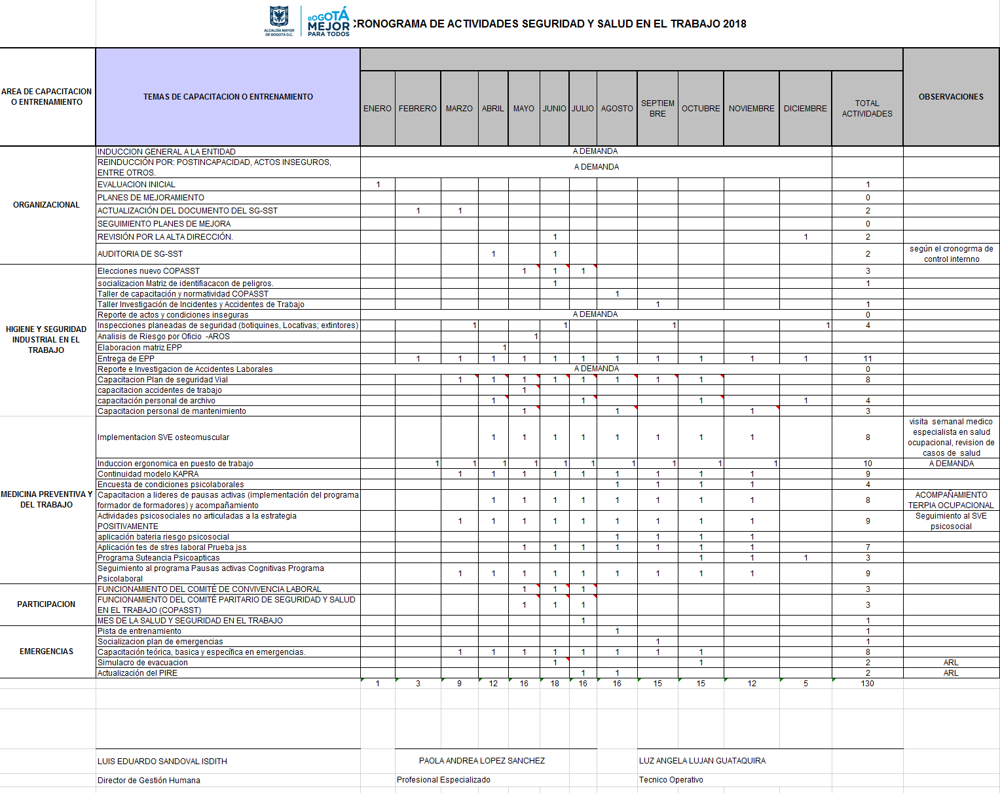 ALCALDÍA MAYOR
DE BOGOTÁ D.C.
BOGOTÁ
MEJOR
PARA TODOS
CRONOGRAMA DE ACTIVIDADES SEGURIDAD Y SALUD EN EL TRABAJO 2018
AREA DE CAPACITACION
O ENTRENAMIENTO
TEMAS DE CAPACITACION O ENTRENAMIENTO
ENERO FEBRERO MARZO ABRIL MAYO JUNIO JULIO AGOSTO SEPTIEM
BRE OCTUBRE NOVIEMBRE DICIEMBRE TOTAL
ACTIVIDADES
OBSERVACIONES
ORGANIZACIONAL
INDUCCION GENERAL A LA ENTIDAD A DEMANDA
REINDUCCIÓN POR: POSTINCAPACIDAD, ACTOS INSEGUROS,
ENTRE OTROS. A DEMANDA
EVALUACION INICIAL 1 1
PLANES DE MEJORAMIENTO 0
ACTUALIZACIÓN DEL DOCUMENTO DEL SG-SST 1 1 2
SEGUIMIENTO PLANES DE MEJORA 0
REVISIÓN POR LA ALTA DIRECCIÓN. 1 1 2
AUDITORIA DE SG-SST 1 1 2 según el cronogrma de
control internno
HIGIENE Y SEGURIDAD
INDUSTRIAL EN EL
TRABAJO
Elecciones nuevo COPASST 1 1 1 3
socializacion Matriz de identifiacacon de peligros. 1 1
Taller de capacitación y normatividad COPASST 1
Taller Investigación de Incidentes y Accidentes de Trabajo 1 1
Reporte de actos y condiciones inseguras A DEMANDA 0
Inspecciones planeadas de seguridad (botiquines, Locativas; extintores) 1 1 1 1 4
Analisis de Riesgo por Oficio -AROS 1
Elaboracion matriz EPP 1
Entrega de EPP 1 1 1 1 1 1 1 1 1 1 1 11
Reporte e Investigacion de Accidentes Laborales A DEMANDA 0
Capacitacion Plan de seguridad Vial 1 1 1 1 1 1 1 1 8
capacitacion accidentes de trabajo 1
capacitación personal de archivo 1 1 1 1 4
Capacitacion personal de mantenimiento 1 1 1 3
MEDICINA PREVENTIVA Y
DEL TRABAJO
Implementacion SVE osteomuscular 1 1 1 1 1 1 1 1 8 visita semanal medico
especialista en salud
ocupacional, revision de
casos de salud
Induccion ergonomica en puesto de trabajo 1 1 1 1 1 1 1 1 1 1 10 A DEMANDA
Continuidad modelo KAPRA 1 1 1 1 1 1 1 1 1 9
Encuesta de condiciones psicolaborales 1 1 1 1 4
Capacitacion a lideres de pausas activas (implementación del programa
formador de formadores) y acompañamiento 1 1 1 1 1 1 1 1 8 ACOMPAÑAMIENTO
TERPIA OCUPACIONAL
Actividades psicosociales no articuladas a la estrategia
POSITIVAMENTE 1 1 1 1 1 1 1 1 1 9 Seguimiento al SVE
psicosocial
aplicación bateria riesgo psicosocial 1 1 1 1
Aplicación tes de stres laboral Prueba jss 1 1 1 1 1 1 1 7
Programa Suteancia Psicoapticas 1 1 1 3
Seguimiento al programa Pausas activas Cognitivas Programa
Psicolaboral 1 1 1 1 1 1 1 1 1 9
PARTICIPACION
FUNCIONAMIENTO DEL COMITÉ DE CONVIVENCIA LABORAL 1 1 1 3
FUNCIONAMIENTO DEL COMITÉ PARITARIO DE SEGURIDAD Y SALUD
EN EL TRABAJO (COPASST) 1 1 1 3
MES DE LA SALUD Y SEGURIDAD EN EL TRABAJO 1 1
EMERGENCIAS
Pista de entrenamiento 1 1
Socializacion plan de emergencias 1 1
Capacitación teórica, basica y específica en emergencias. 1 1 1 1 1 1 1 1 8
Simulacro de evacuacion 1 1 2 ARL
Actualización del PIRE 1 1 2 ARL
1 3 9 12 16 18 16 16 15 15 12 5 130
LUIS EDUARDO SANDOVAL ISDITH PAOLA ANDREA LOPEZ SANCHEZ LUZ ANGELA LUJAN GUATAQUIRA
Director de Gestión Humana Profesional Especializado Tecnico Operativo